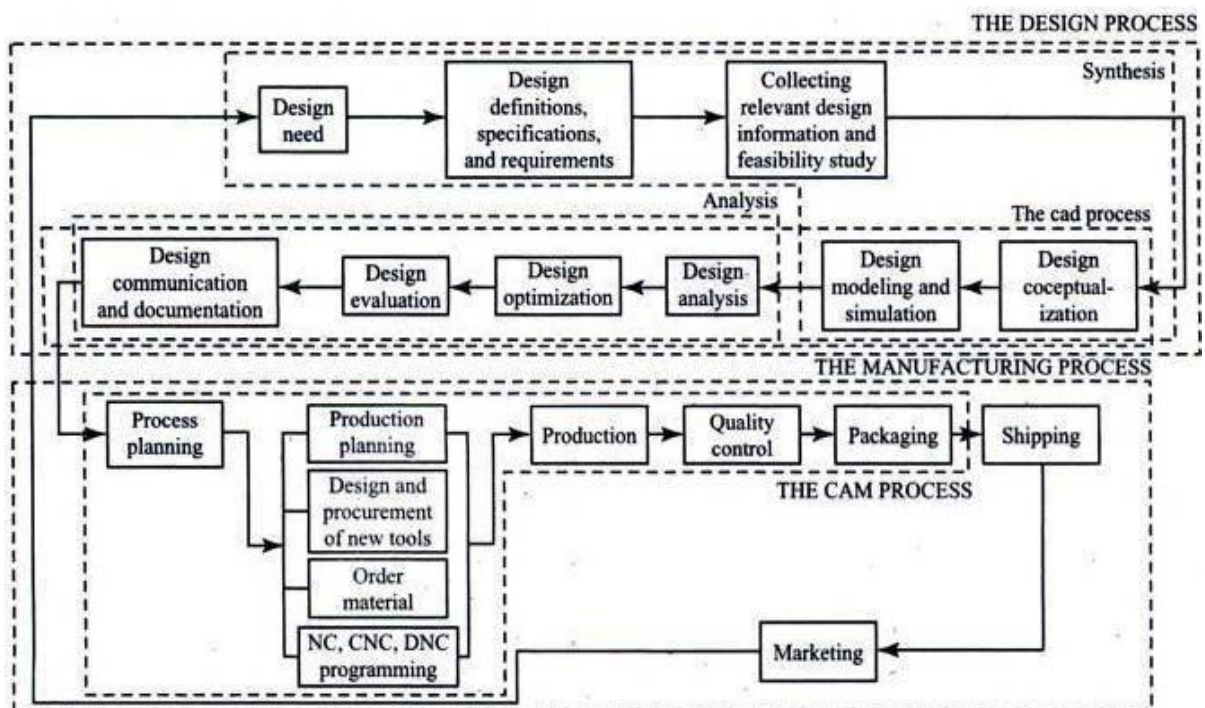 THE DESIGN PROCESS
Synthesis
Design
need
Design
definitions,
specifications,
and requirements
Collecting
relevant design
information and
feasibility study
Analysis
The cad process
Design
communication
and documentation
Design
evaluation
Design
optimization
Design
analysis
Design
modeling and
simulation
Design
coceptual-
ization
THE MANUFACTURING PROCESS
Process
planning
Production
planning
Design and
procurement
of new tools
Order
material
NC, CNC, DNC
programming
Production
Quality
control
Packaging
Shipping
THE CAM PROCESS
Marketing